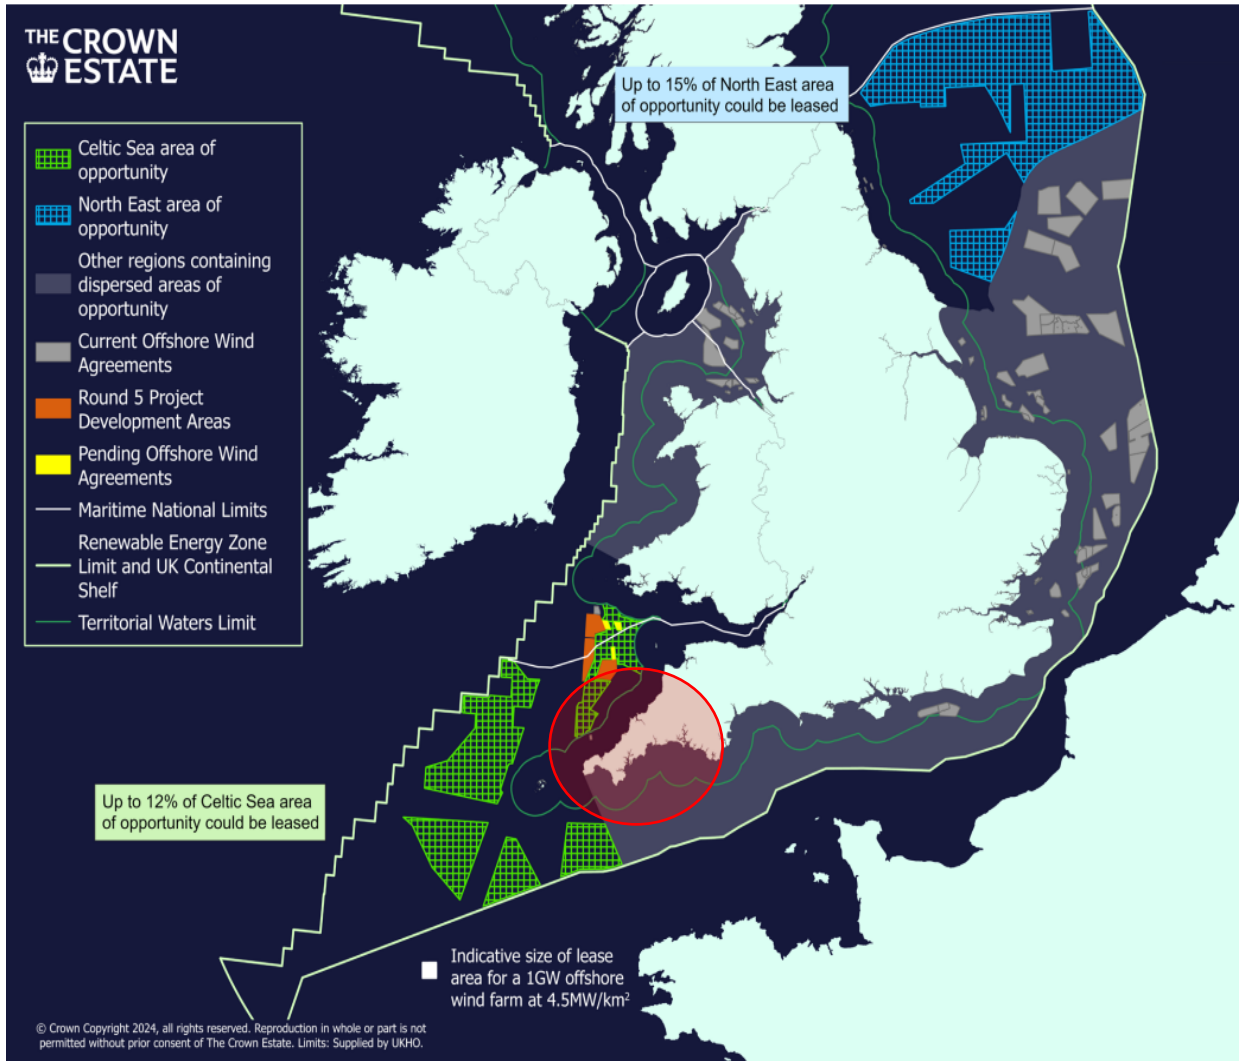 THE CROWN
ESTATE
Up to 15% of North East area
of opportunity could be leased
Celtic Sea area of
opportunity
North East area of
opportunity
Other regions containing
dispersed areas of
opportunity
Current Offshore Wind
Agreements
Round 5 Project
Development Areas
Pending Offshore Wind
Agreements
Maritime National Limits
Renewable Energy Zone
Limit and UK Continental
Shelf
Territorial Waters Limit
Up to 12% of Celtic Sea area
of opportunity could be leased
Indicative size of lease
area for a 1GW offshore
wind farm at 4.5MW/km²
© Crown Copyright 2024, all rights reserved. Reproduction in whole or part is not
permitted without prior consent of The Crown Estate. Limits: Supplied by UKHO.